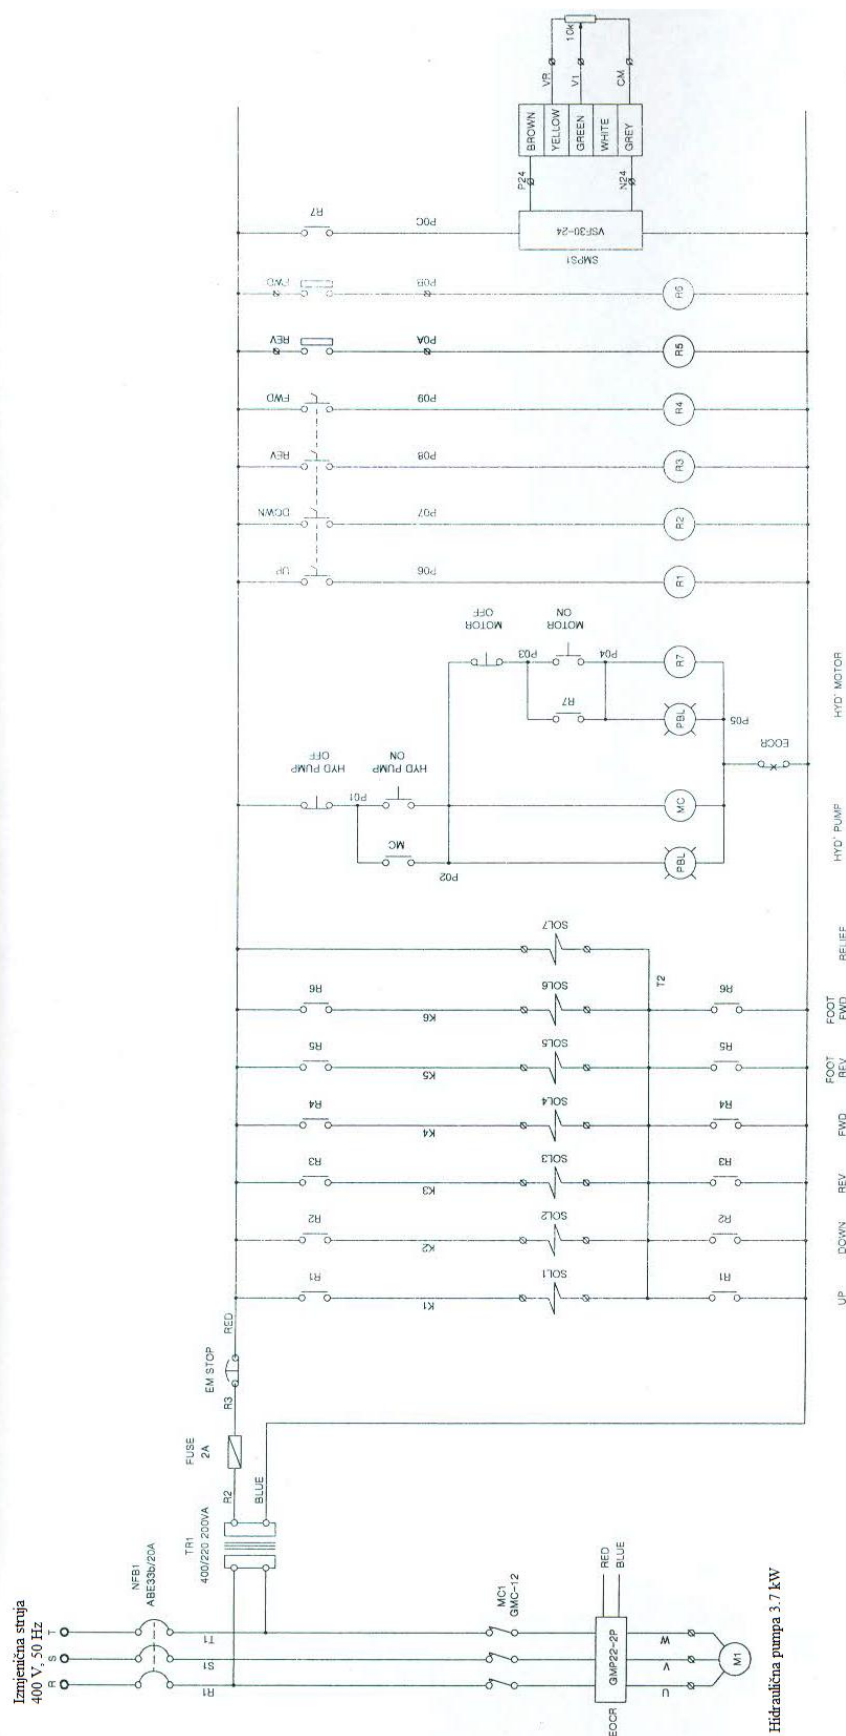 Izmjenična struja
400 V, 50 Hz
R S T
NFB1
ABE33b/20A
R1
S1
T1
TR1
400/220 200VA
R2
BLUE
FUSE
2A
R3
EM STOP
RED
MC1
GMC-12
EOCR
GMP22-2P
RED
BLUE
U
V
W
M1
Hidraulična pumpa 3.7 kW
R1
K1
SOL1
R1
UP
R2
K2
SOL2
R2
DOWN
R3
K3
SOL3
R3
REV
R4
K4
SOL4
R4
FWD
R5
K5
SOL5
R5
FOOT
REV
R6
K6
SOL6
R6
FOOT
FWD
SOL7
T2
RELIEF
HYD PUMP
OFF
P01
HYD PUMP
ON
MC
P02
PBL
MC
HYD' PUMP
MOTOR
OFF
P03
MOTOR
ON
R7
P04
PBL
R7
P05
EOCR
HYD' MOTOR
UP
P06
R1
DOWN
P07
R2
REV
P08
R3
FWD
P09
R4
REV
P0A
R5
FWD
P0B
R6
R7
P0C
SMPS1
VSF30-24
P24
N24
BROWN
YELLOW
GREEN
WHITE
GREY
VR
V1
CM
10k